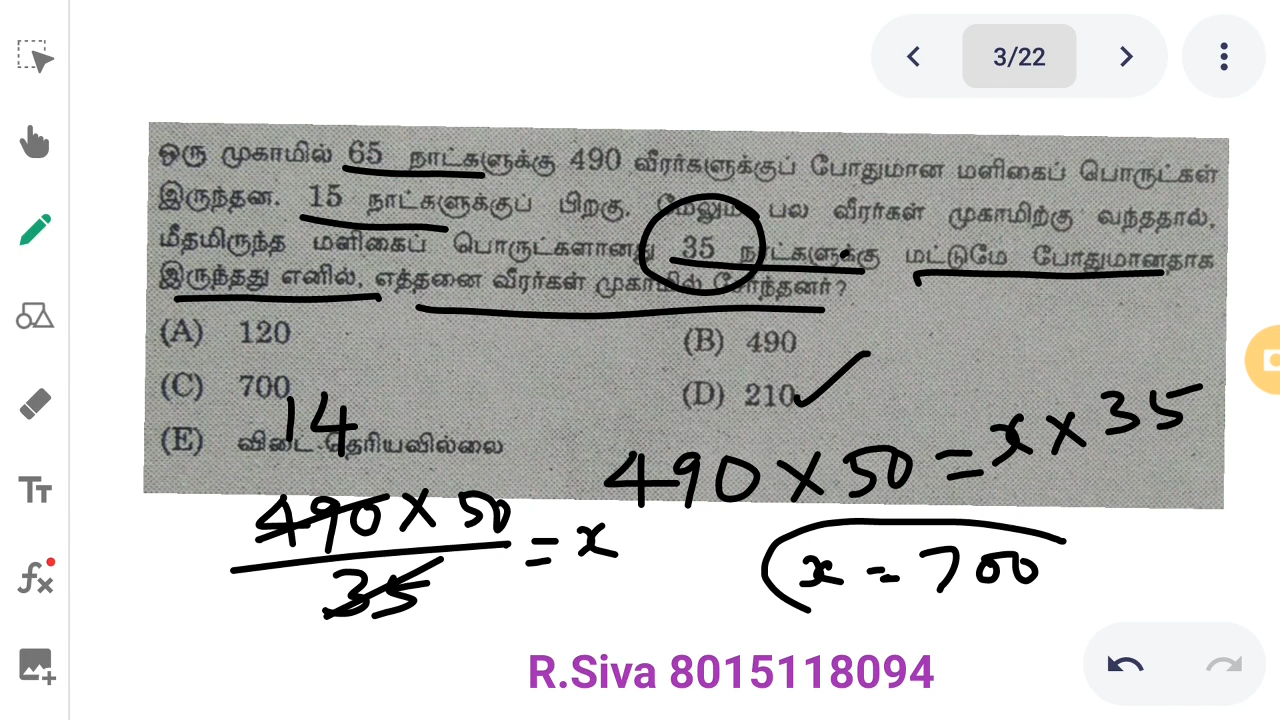 3/22
ஒரு முகாமில் 65 நாட்களுக்கு 490 வீரர்களுக்குப் போதுமான மளிகைப் பொருட்கள்
இருந்தன. 15 நாட்களுக்குப் பிறகு, மேலும் பல வீரர்கள் முகாமிற்கு வந்ததால்,
மீதமிருந்த மளிகைப் பொருட்களானது 35 நாட்களுக்கு மட்டுமே போதுமானதாக
இருந்தது எனில், எத்தனை வீரர்கள் முகாமில் சேர்ந்தனர்?
(A) 120 (B) 490
(C) 700 (D) 210
(E) விடை தெரியவில்லை
14
490 × 50 = x × 35
490 × 50 / 35 = x
x = 700
Tт
fx
R.Siva 8015118094